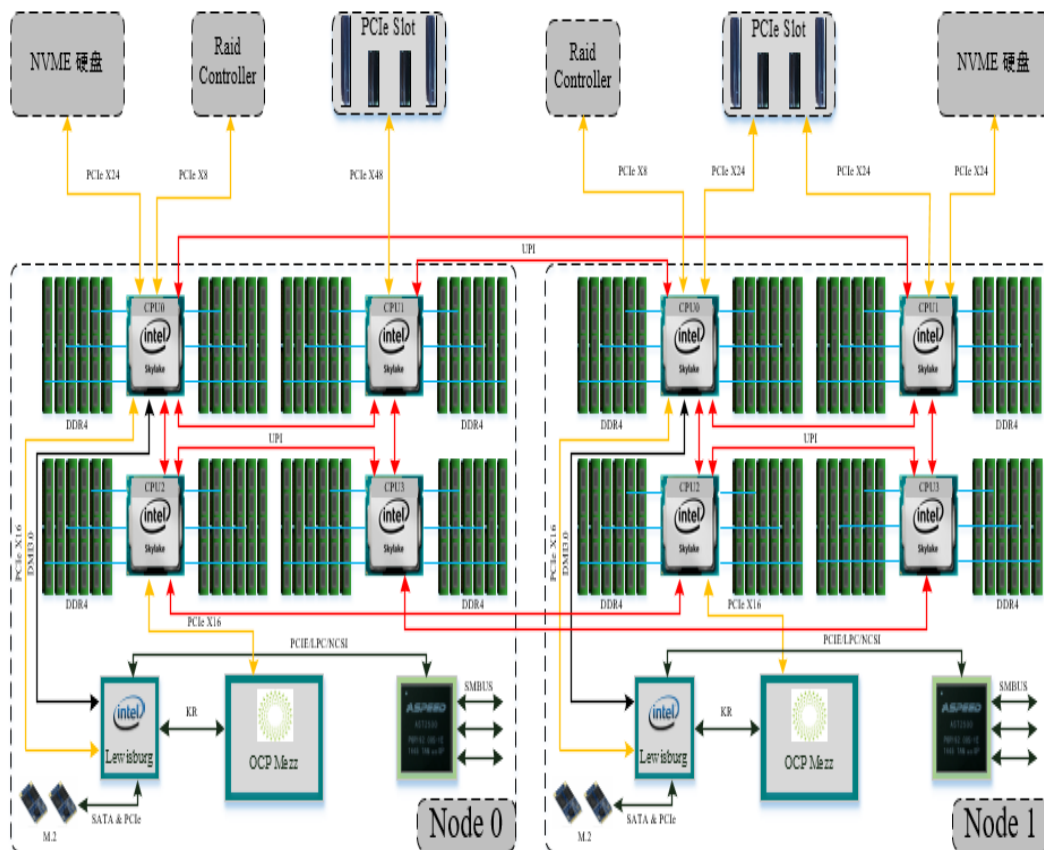 NVME 硬盘
Raid
Controller
PCIe Slot
Raid
Controller
PCIe Slot
NVME 硬盘
PCIe X24
PCIe X8
PCIe X48
PCIe X8
PCIe X24
PCIe X24
PCIe X24
UPI
CPU0
intel
Skylake
CPU1
intel
Skylake
CPU0
intel
Skylake
CPU1
intel
Skylake
DDR4
DDR4
DDR4
DDR4
UPI
UPI
CPU2
intel
Skylake
CPU3
intel
Skylake
CPU2
intel
Skylake
CPU3
intel
Skylake
PCIe X16
DMI3.0
PCIe X16
DMI3.0
DDR4
DDR4
DDR4
DDR4
PCIe X16
PCIe X16
PCIE/LPC/NCSI
PCIE/LPC/NCSI
intel
Lewisburg
KR
OCP Mezz
ASPEED
SMBUS
intel
Lewisburg
KR
OCP Mezz
ASPEED
SMBUS
M.2
SATA & PCIe
Node 0
M.2
SATA & PCIe
Node 1